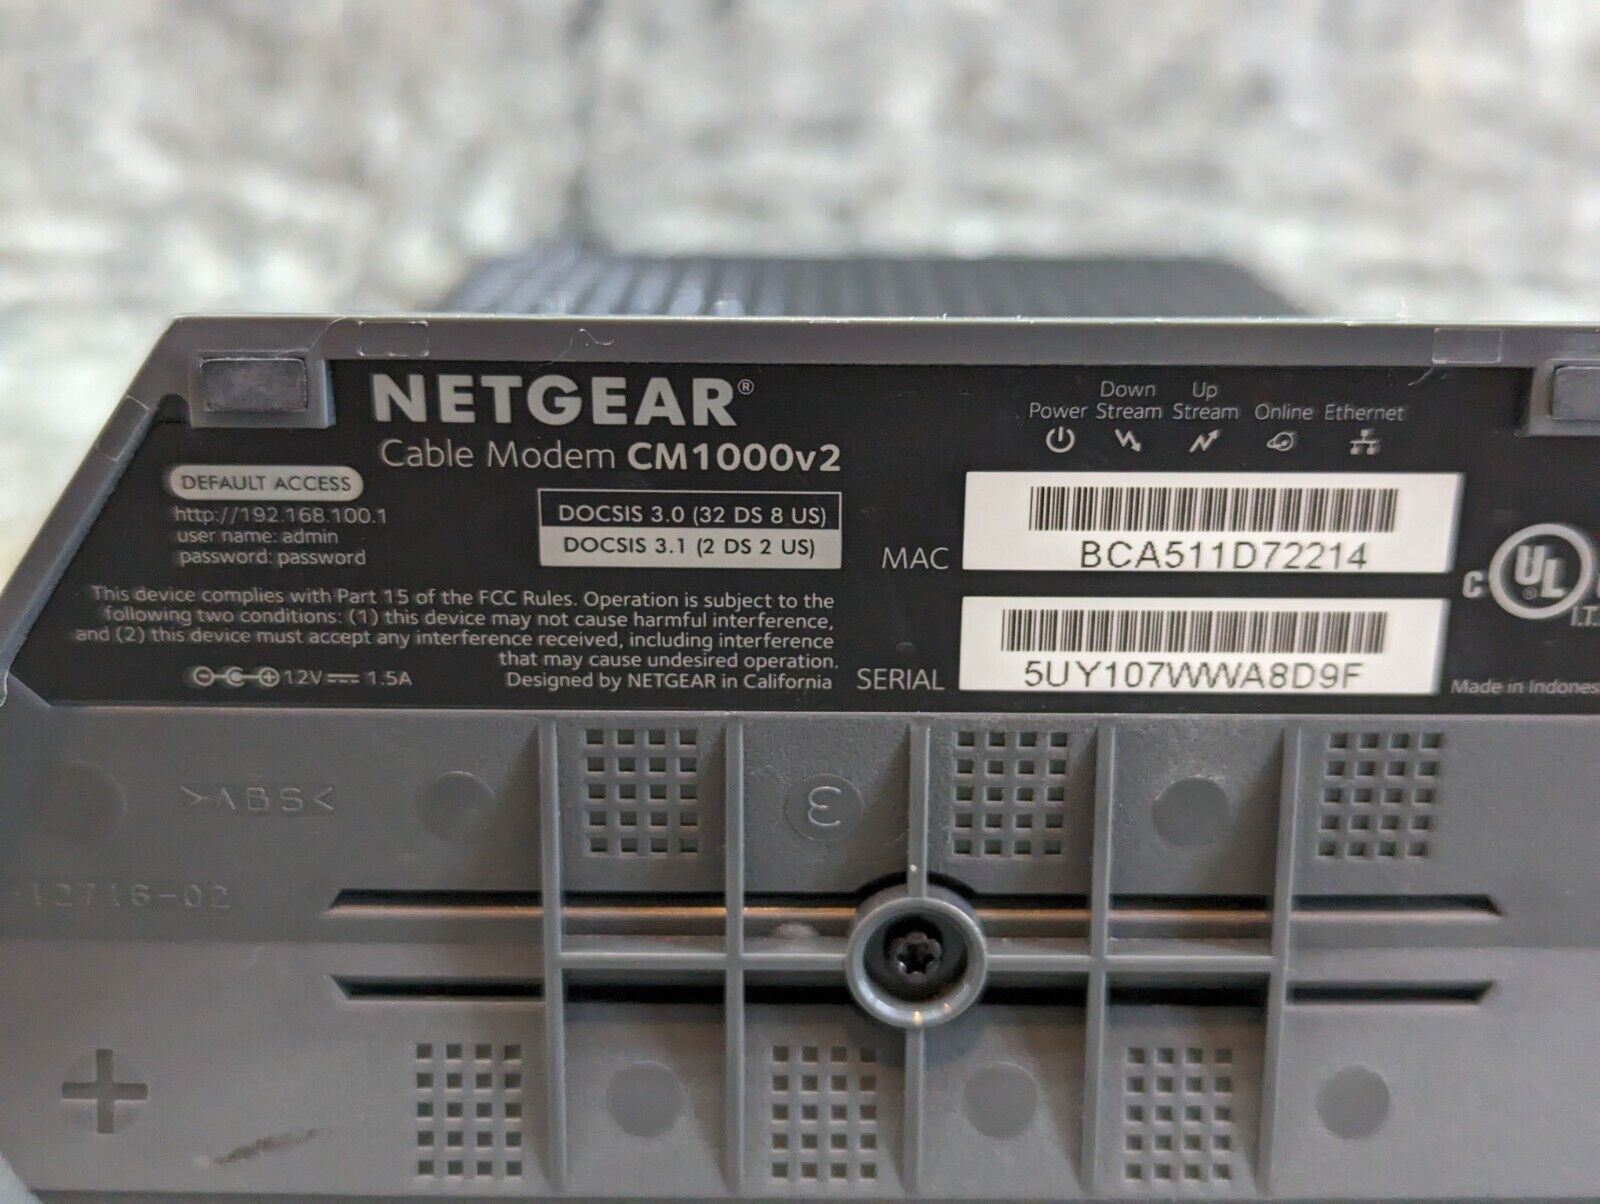 NETGEAR®
Cable Modem CM1000v2
DEFAULT ACCESS
http://192.168.100.1
user name: admin
password: password
DOCSIS 3.0 (32 DS 8 US)
DOCSIS 3.1 (2 DS 2 US)
This device complies with Part 15 of the FCC Rules. Operation is subject to the
following two conditions: (1) this device may not cause harmful interference,
and (2) this device must accept any interference received, including interference
that may cause undesired operation.
Designed by NETGEAR in California
12V 1.5A
Down Up
Power Stream Stream Online Ethernet
MAC
BCA511D72214
SERIAL
5UY107WWA8D9F
C UL
I.T.
Made in
>ABS<
3
-12716-02